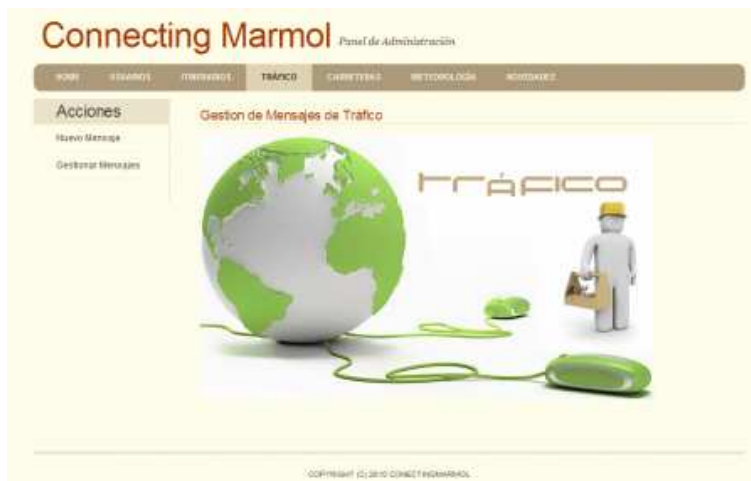 Connecting Marmol Panel de Administración
HOME USUARIOS ITINERARIOS TRÁFICO CARRETERAS METEOROLOGÍA NOVEDADES
Acciones
Nuevo Mensaje
Gestionar Mensajes
Gestion de Mensajes de Tráfico
TRÁFICO
COPYRIGHT (C) 2010 CONECTINGMARMOL